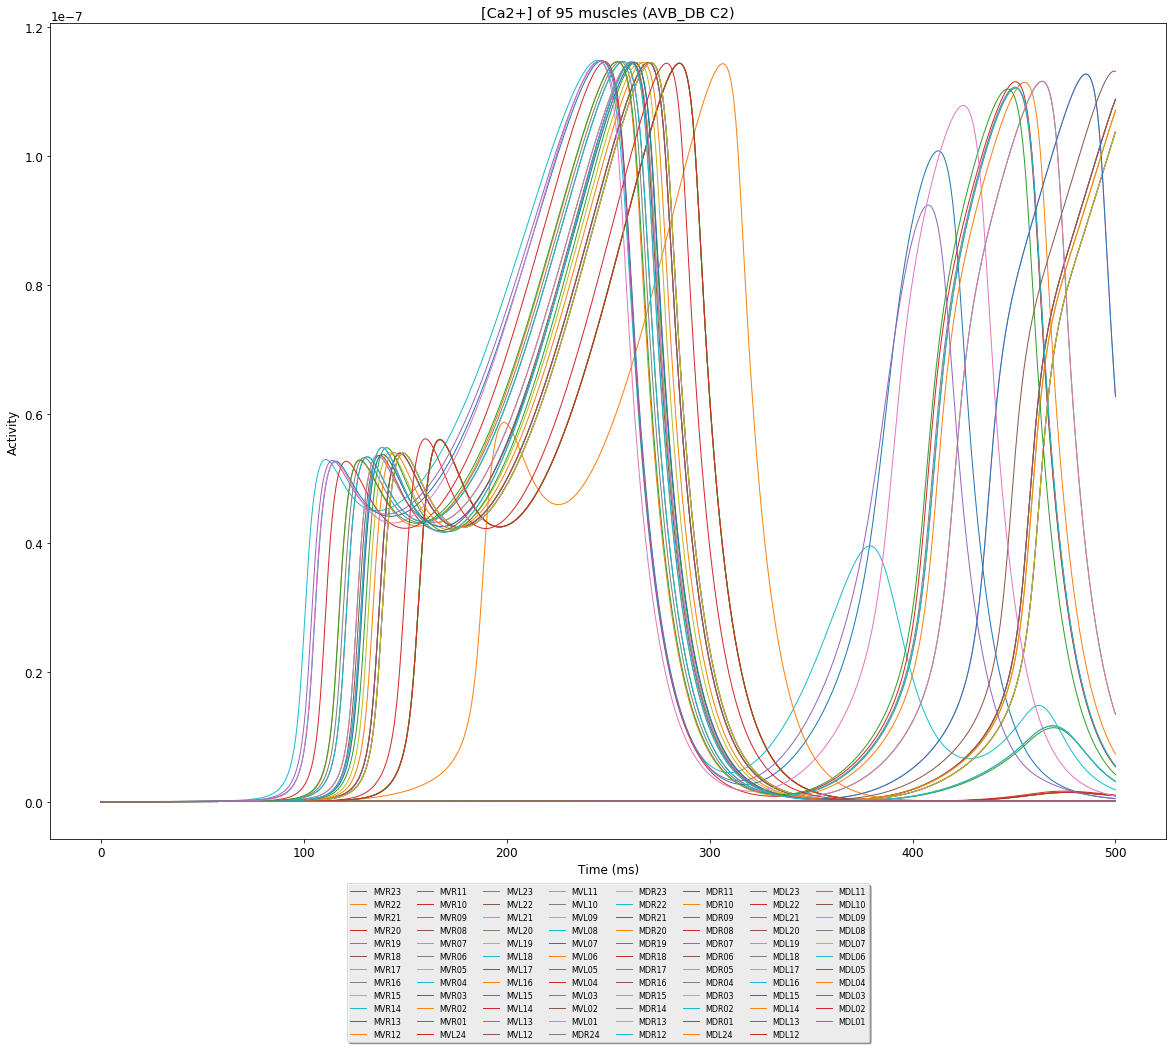 [Ca2+] of 95 muscles (AVB_DB C2)
1e−7
1.2
1.0
0.8
0.6
0.4
0.2
0.0
Activity
0 100 200 300 400 500
Time (ms)
MVR23 MVR11 MVL23 MVL11 MDR23 MDR11 MDL23 MDL11
MVR22 MVR10 MVL22 MVL10 MDR22 MDR10 MDL22 MDL10
MVR21 MVR09 MVL21 MVL09 MDR21 MDR09 MDL21 MDL09
MVR20 MVR08 MVL20 MVL08 MDR20 MDR08 MDL20 MDL08
MVR19 MVR07 MVL19 MVL07 MDR19 MDR07 MDL19 MDL07
MVR18 MVR06 MVL18 MVL06 MDR18 MDR06 MDL18 MDL06
MVR17 MVR05 MVL17 MVL05 MDR17 MDR05 MDL17 MDL05
MVR16 MVR04 MVL16 MVL04 MDR16 MDR04 MDL16 MDL04
MVR15 MVR03 MVL15 MVL03 MDR15 MDR03 MDL15 MDL03
MVR14 MVR02 MVL14 MVL02 MDR14 MDR02 MDL14 MDL02
MVR13 MVR01 MVL13 MVL01 MDR13 MDR01 MDL13 MDL01
MVR12 MVL24 MVL12 MDR24 MDR12 MDL24 MDL12